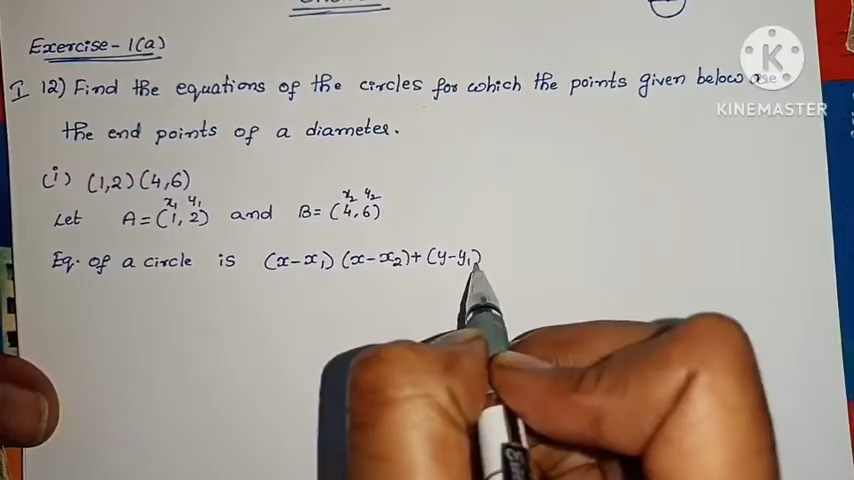 Exercise-1(a)
I 12) Find the equations of the circles for which the points given below are
the end points of a diameter.
(i) (1,2) (4,6)
x₁ y₁ x₂ y₂
Let A=(1,2) and B=(4,6)
Eq. of a circle is (x-x₁) (x-x₂)+(y-y₁)
K
KINEMASTER